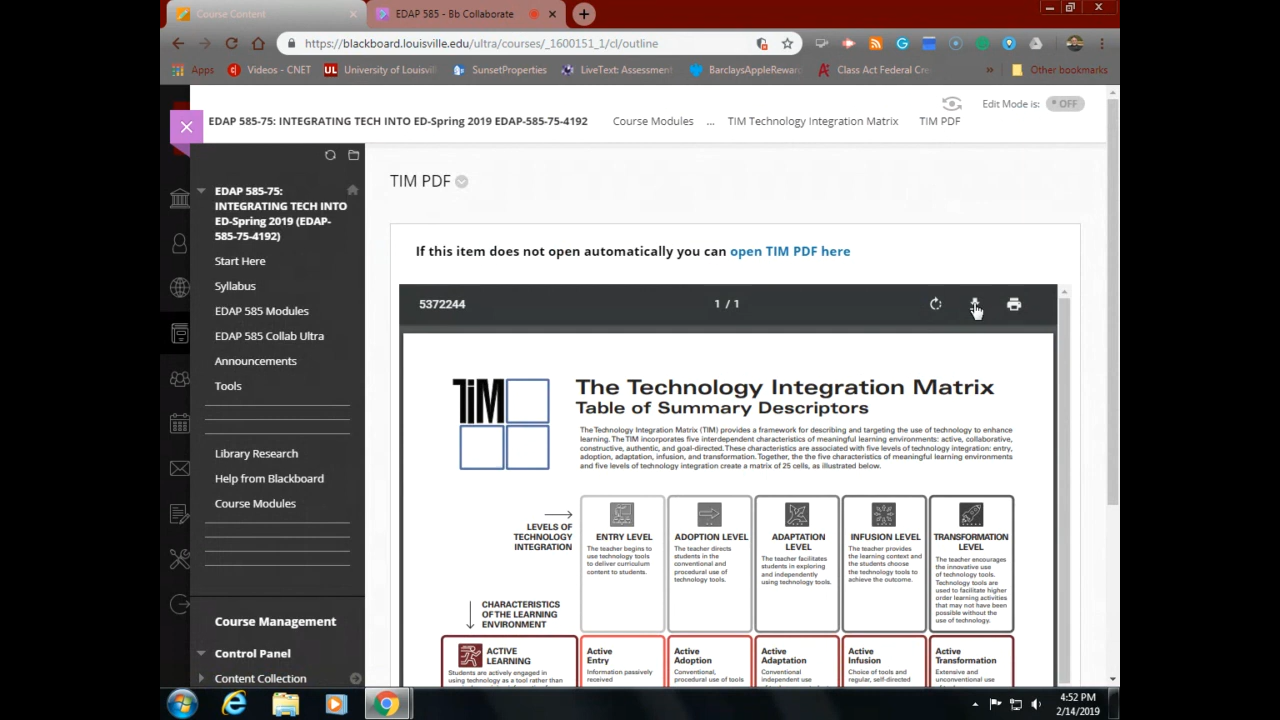 Course Content
EDAP 585 - Bb Collaborate
https://blackboard.louisville.edu/ultra/courses/_1600151_1/cl/outline
Apps
Videos - CNET
University of Louisvil
SunsetProperties
LiveText: Assessment
BarclaysAppleRewar
Class Act Federal Cre
»
Other bookmarks
Edit Mode is: OFF
EDAP 585-75: INTEGRATING TECH INTO ED-Spring 2019 EDAP-585-75-4192
Course Modules
...
TIM Technology Integration Matrix
TIM PDF
EDAP 585-75:
INTEGRATING TECH INTO
ED-Spring 2019 (EDAP-
585-75-4192)
Start Here
Syllabus
EDAP 585 Modules
EDAP 585 Collab Ultra
Announcements
Tools
Library Research
Help from Blackboard
Course Modules
Course Management
Control Panel
Content Collection
TIM PDF
If this item does not open automatically you can open TIM PDF here
5372244
1 / 1
TiM
The Technology Integration Matrix
Table of Summary Descriptors
The Technology Integration Matrix (TIM) provides a framework for describing and targeting the use of technology to enhance
learning. The TIM incorporates five interdependent characteristics of meaningful learning environments: active, collaborative,
constructive, authentic, and goal-directed. These characteristics are associated with five levels of technology integration: entry,
adoption, adaptation, infusion, and transformation. Together, the the five characteristics of meaningful learning environments
and five levels of technology integration create a matrix of 25 cells, as illustrated below.
LEVELS OF
TECHNOLOGY
INTEGRATION
CHARACTERISTICS
OF THE LEARNING
ENVIRONMENT
ENTRY LEVEL
The teacher begins to
use technology tools
to deliver curriculum
content to students.
ADOPTION LEVEL
The teacher directs
students in the
conventional and
procedural use of
technology tools.
ADAPTATION
LEVEL
The teacher facilitates
students in exploring
and independently
using technology tools.
INFUSION LEVEL
The teacher provides
the learning context and
the students choose
the technology tools to
achieve the outcome.
TRANSFORMATION
LEVEL
The teacher encourages
the innovative use
of technology tools.
Technology tools are
used to facilitate higher
order learning activities
that may not have been
possible without the
use of technology.
ACTIVE
LEARNING
Students are actively engaged in
using technology as a tool rather than
Active
Entry
Information passively
received
Active
Adoption
Conventional,
procedural use of tools
Active
Adaptation
Conventional
independent use of
Active
Infusion
Choice of tools and
regular, self-directed
Active
Transformation
Extensive and
unconventional use
4:52 PM
2/14/2019